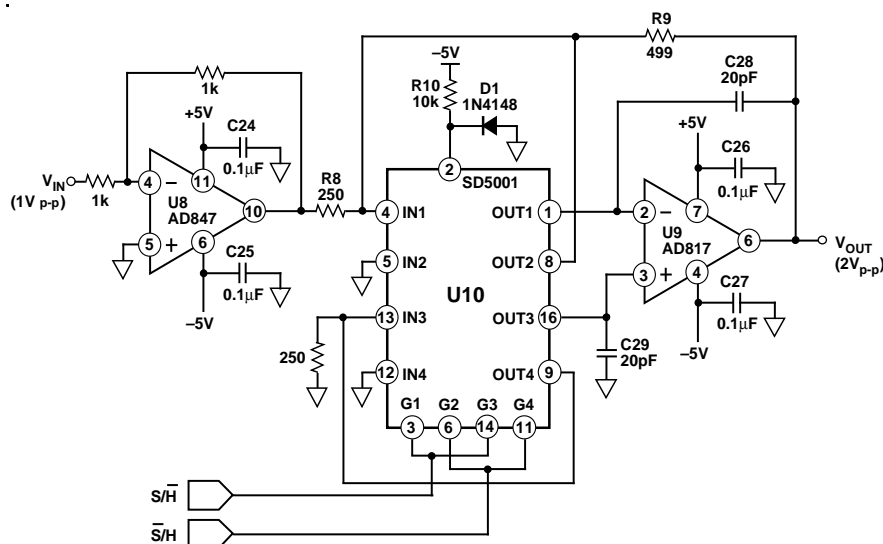 R9
499
–5V
C28
20pF
1k
R10
10k
D1
1N4148
+5V
C24
0.1µF
+5V
C26
0.1µF
2
SD5001
VIN
(1V p-p)
1k
4
–
11
U8
AD847
10
R8
250
4
IN1
OUT1
1
2
–
7
U9
AD817
6
VOUT
(2Vp-p)
5
+
6
5
IN2
OUT2
8
3
+
4
C25
0.1µF
–5V
U10
13
IN3
OUT3
16
C27
0.1µF
–5V
250
C29
20pF
12
IN4
OUT4
9
G1
G2
G3
G4
3
6
14
11
S/H̅
S̅/H